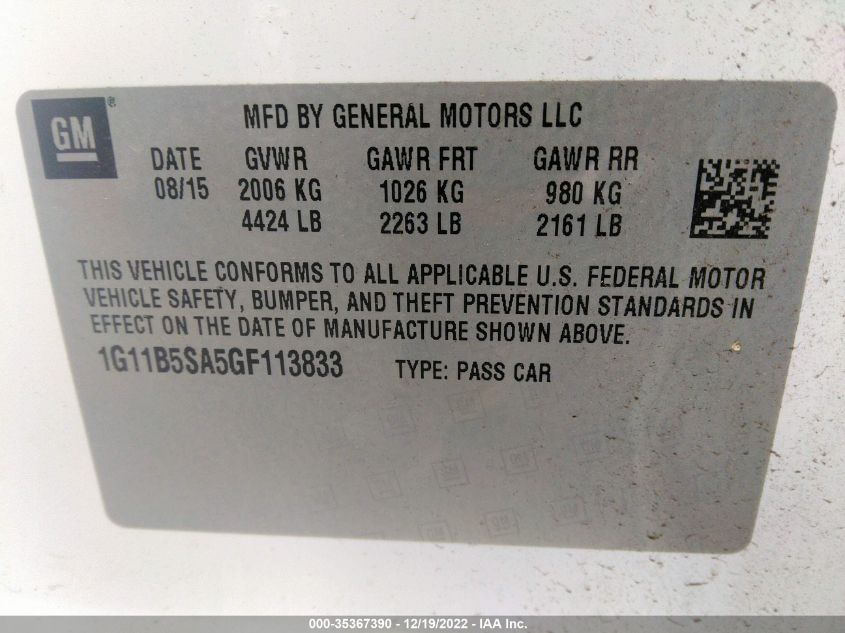 GM®
MFD BY GENERAL MOTORS LLC
DATE GVWR GAWR FRT GAWR RR
08/15 2006 KG 1026 KG 980 KG
4424 LB 2263 LB 2161 LB
THIS VEHICLE CONFORMS TO ALL APPLICABLE U.S. FEDERAL MOTOR
VEHICLE SAFETY, BUMPER, AND THEFT PREVENTION STANDARDS IN
EFFECT ON THE DATE OF MANUFACTURE SHOWN ABOVE.
1G11B5SA5GF113833 TYPE: PASS CAR
000-35367390 - 12/19/2022 - IAA Inc.